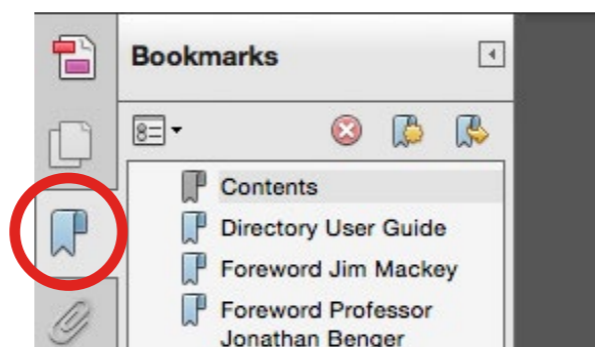 Bookmarks
Contents
Directory User Guide
Foreword Jim Mackey
Foreword Professor
Jonathan Benger